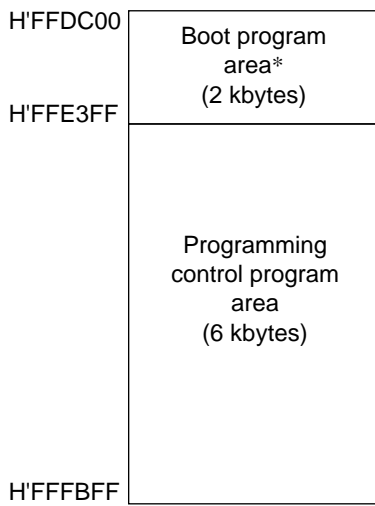 H'FFDC00
Boot program
area*
(2 kbytes)
H'FFE3FF
Programming
control program
area
(6 kbytes)
H'FFFBFF